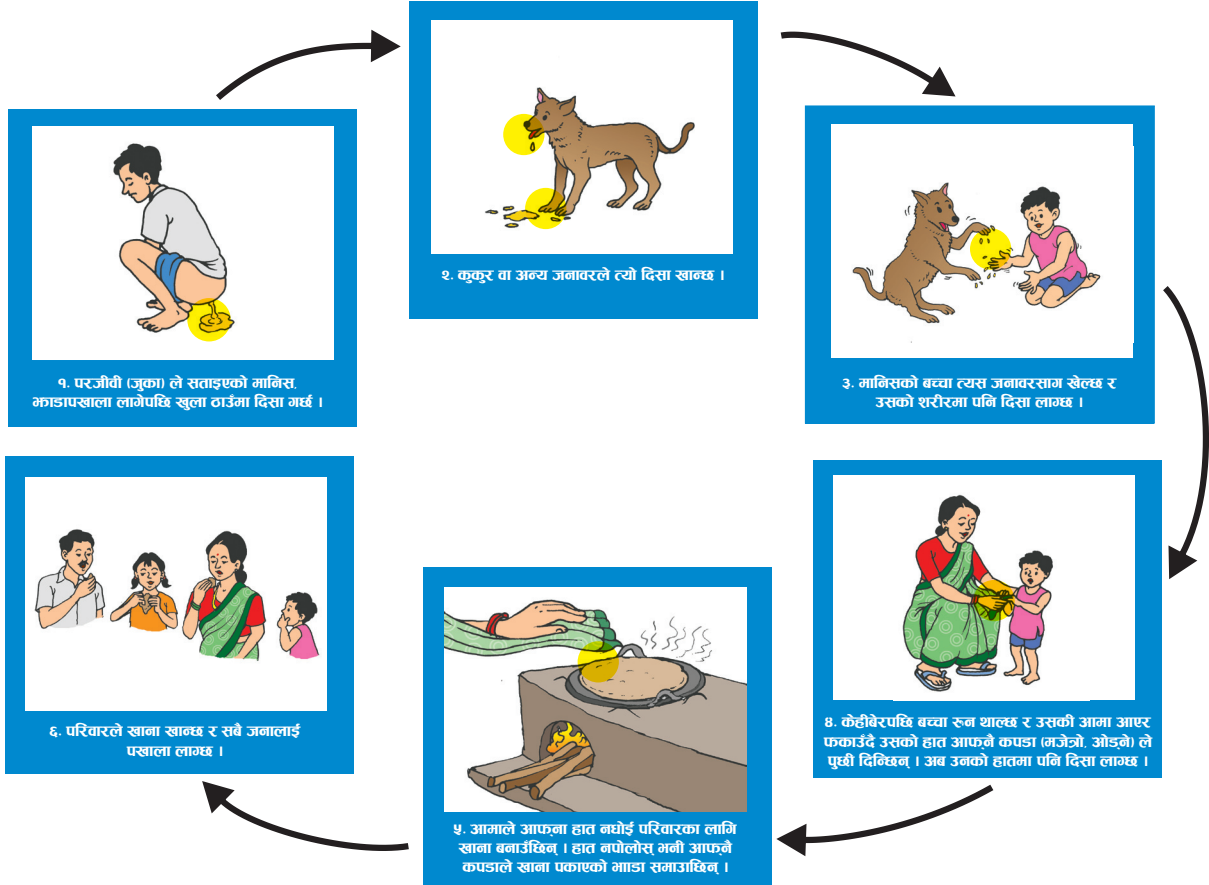 १. परजीवी (जुका) ले सताइएको मानिस,
झाडापखाला लागेपछि खुला ठाउँमा दिसा गर्छ ।
२. कुकुर वा अन्य जनावरले त्यो दिसा खान्छ ।
३. मानिसको बच्चा त्यस जनावरसाग खेल्छ र
उसको शरीरमा पनि दिसा लाग्छ ।
४. केहीबेरपछि बच्चा रुन थाल्छ र उसकी आमा आएर
फकाउँदै उसको हात आफ्नै कपडा (मजेत्रो, ओड्ने) ले
पुछी दिन्छिन् । अब उनको हातमा पनि दिसा लाग्छ ।
५. आमाले आफ्ना हात नधोई परिवारका लागि
खाना बनाउँछिन् । हात नपोलोस् भनी आफ्नै
कपडाले खाना पकाएको भााडा समाउाछिन् ।
६. परिवारले खाना खान्छ र सबै जनालाई
पखाला लाग्छ ।